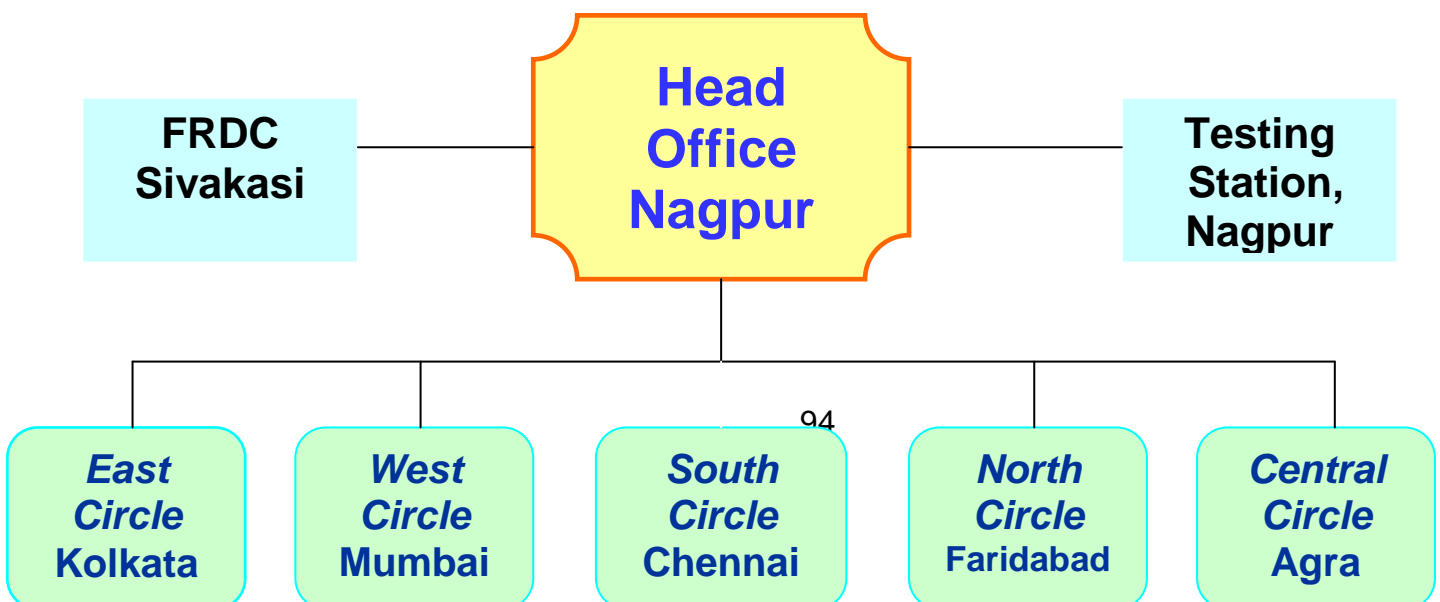 Head
Office
Nagpur
FRDC
Sivakasi
Testing
Station,
Nagpur
94
East
Circle
Kolkata
West
Circle
Mumbai
South
Circle
Chennai
North
Circle
Faridabad
Central
Circle
Agra